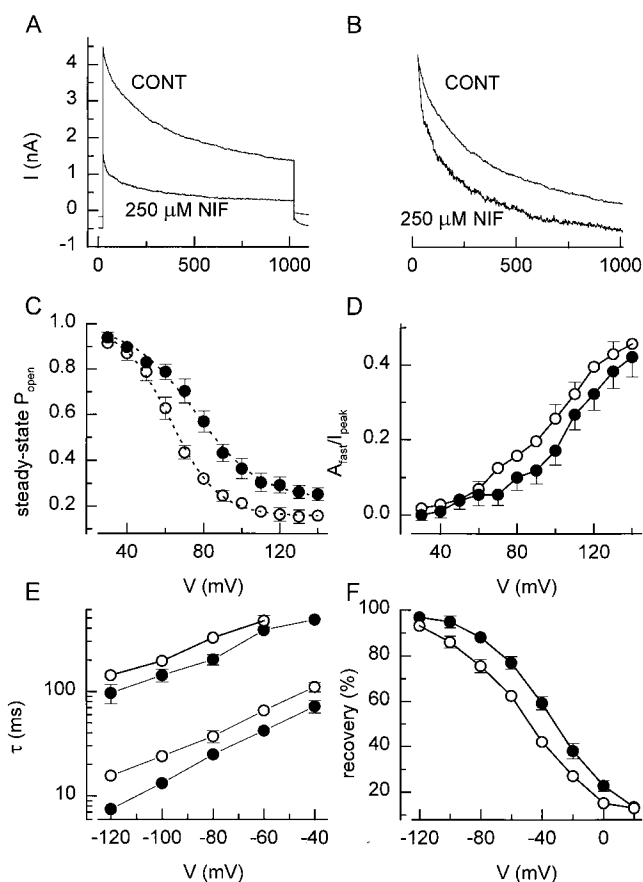 A
B
CONT
250 μM NIF
I (nA)
4
3
2
1
0
-1
0
500
1000
CONT
250 μM NIF
0
500
1000
C
D
steady-state P_open
1.0
0.8
0.6
0.4
0.2
40
80
120
V (mV)
A_fast/I_peak
0.4
0.2
0.0
40
80
120
V (mV)
E
F
τ (ms)
100
10
-120
-100
-80
-60
-40
V (mV)
recovery (%)
100
80
60
40
20
-120
-80
-40
0
V (mV)